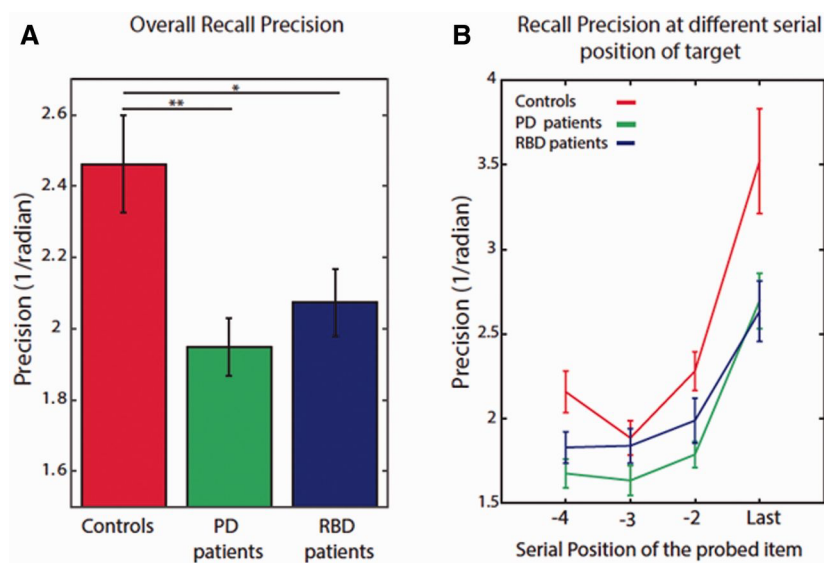 A
Overall Recall Precision
Precision (1/radian)
2.6
2.4
2.2
2
1.8
1.6
*
**
Controls
PD
patients
RBD
patients
B
Recall Precision at different serial
position of target
Precision (1/radian)
4
3.5
3
2.5
2
1.5
Controls
PD patients
RBD patients
-4
-3
-2
Last
Serial Position of the probed item